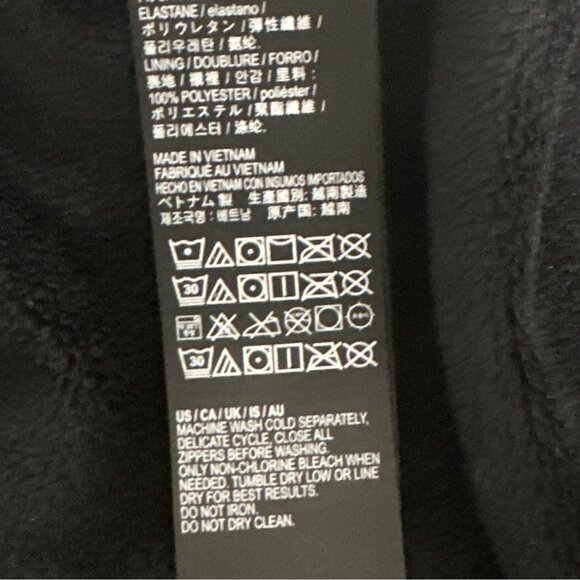 ELASTANE / elastano /
ポリウレタン / 彈性纖維 /
폴리우레탄 / 氨纶.
LINING / DOUBLURE / FORRO /
裏地 / 襯裡 / 안감 / 里料 :
100% POLYESTER / poliéster /
ポリエステル / 聚酯纖維 /
폴리에스터 / 涤纶.
MADE IN VIETNAM
FABRIQUÉ AU VIETNAM
HECHO EN VIETNAM CON INSUMOS IMPORTADOS
ベトナム 製 生產國別: 越南製造
제조국명 : 베트남 原产国: 越南
30
30
US / CA / UK / IS / AU
MACHINE WASH COLD SEPARATELY,
DELICATE CYCLE, CLOSE ALL
ZIPPERS BEFORE WASHING.
ONLY NON-CHLORINE BLEACH WHEN
NEEDED. TUMBLE DRY LOW OR LINE
DRY FOR BEST RESULTS.
DO NOT IRON.
DO NOT DRY CLEAN.